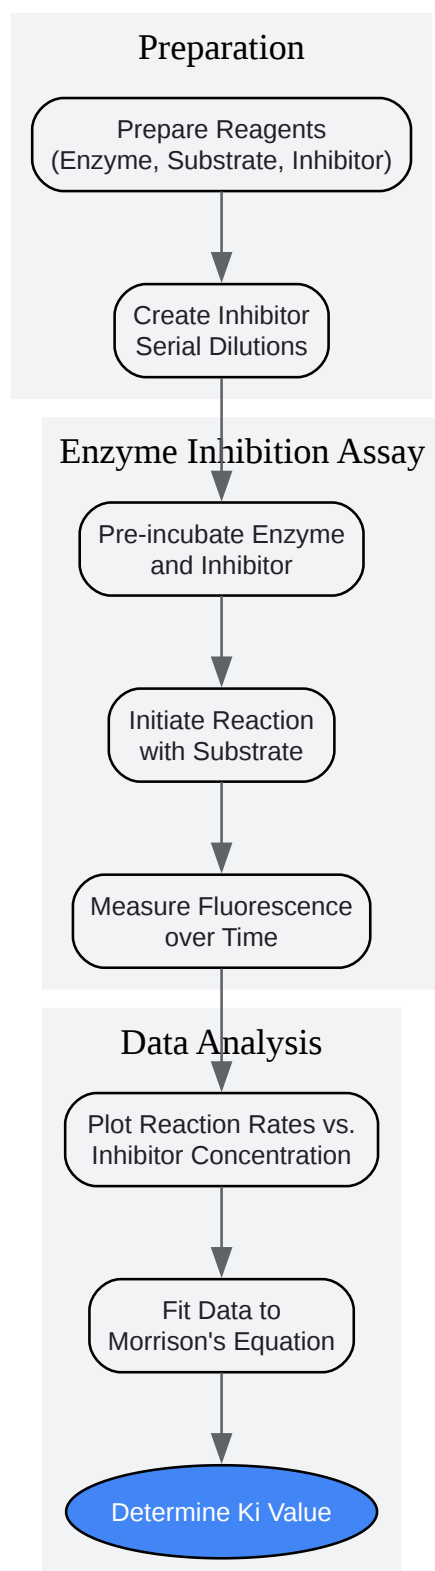 Preparation
Prepare Reagents
(Enzyme, Substrate, Inhibitor)
Create Inhibitor
Serial Dilutions
Enzyme Inhibition Assay
Pre-incubate Enzyme
and Inhibitor
Initiate Reaction
with Substrate
Measure Fluorescence
over Time
Data Analysis
Plot Reaction Rates vs.
Inhibitor Concentration
Fit Data to
Morrison's Equation
Determine Ki Value